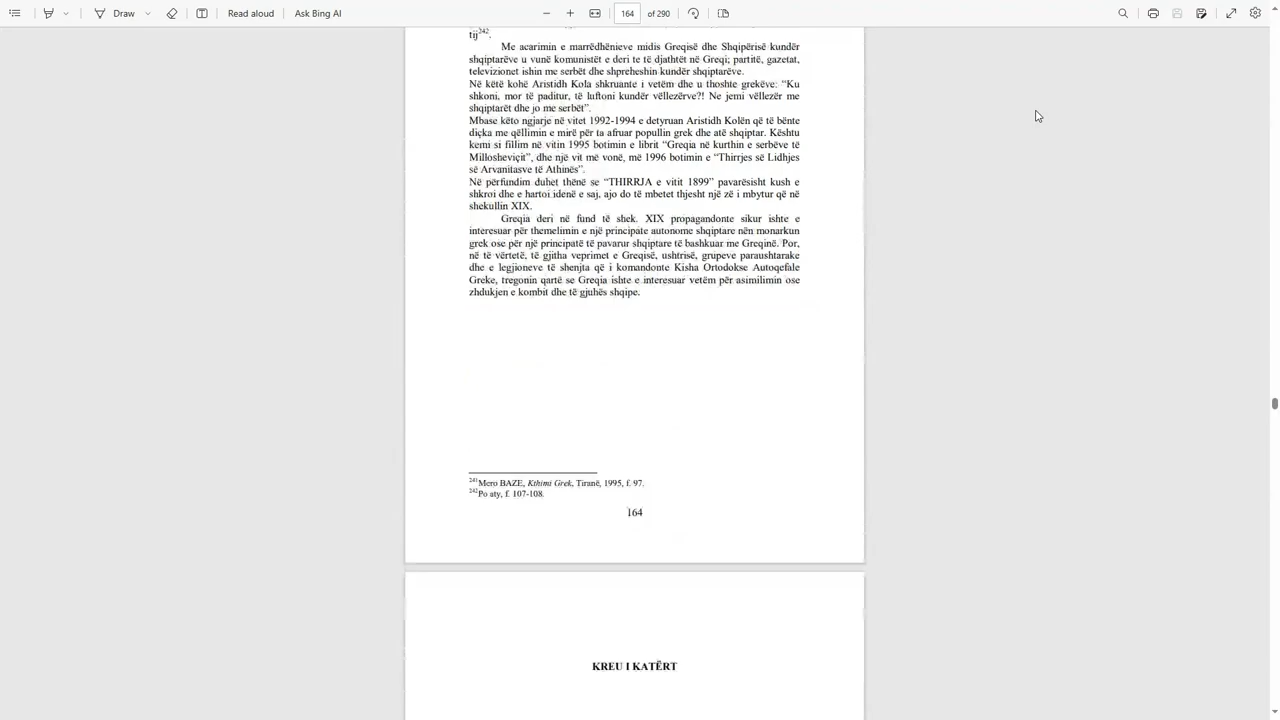 Draw
Read aloud
Ask Bing AI
164 of 290
tij242.
Me acarimin e marrëdhënieve midis Greqisë dhe Shqipërisë kundër
shqiptarëve u vunë komunistët e deri te të djathtët në Greqi; partitë, gazetat,
televizionet ishin me serbët dhe shpreheshin kundër shqiptarëve.
Në këtë kohë Aristidh Kola shkruante i vetëm dhe u thoshte grekëve: “Ku
shkoni, mor të paditur, të luftoni kundër vëllezërve?! Ne jemi vëllezër me
shqiptarët dhe jo me serbët”.
Mbase këto ngjarje në vitet 1992-1994 e detyruan Aristidh Kolën që të bënte
diçka me qëllimin e mirë për ta afruar popullin grek dhe atë shqiptar. Kështu
kemi si fillim në vitin 1995 botimin e librit “Greqia në kurthin e serbëve të
Millosheviçit”, dhe një vit më vonë, më 1996 botimin e “Thirrjes së Lidhjes
së Arvanitasve të Athinës”.
Në përfundim duhet thënë se “THIRRJA e vitit 1899” pavarësisht kush e
shkroi dhe e hartoi idenë e saj, ajo do të mbetet thjesht një zë i mbytur që në
shekullin XIX.
Greqia deri në fund të shek. XIX propagandonte sikur ishte e
interesuar për themelimin e një principate autonome shqiptare nën monarkun
grek ose për një principatë të pavarur shqiptare të bashkuar me Greqinë. Por,
në të vërtetë, të gjitha veprimet e Greqisë, ushtrisë, grupeve paraushtarake
dhe e legjioneve të shenjta që i komandonte Kisha Ortodokse Autoqefale
Greke, tregonin qartë se Greqia ishte e interesuar vetëm për asimilimin ose
zhdukjen e kombit dhe të gjuhës shqipe.
241Mero BAZE, Kthimi Grek, Tiranë, 1995, f. 97.
242Po aty, f. 107-108.
164
KREU I KATËRT